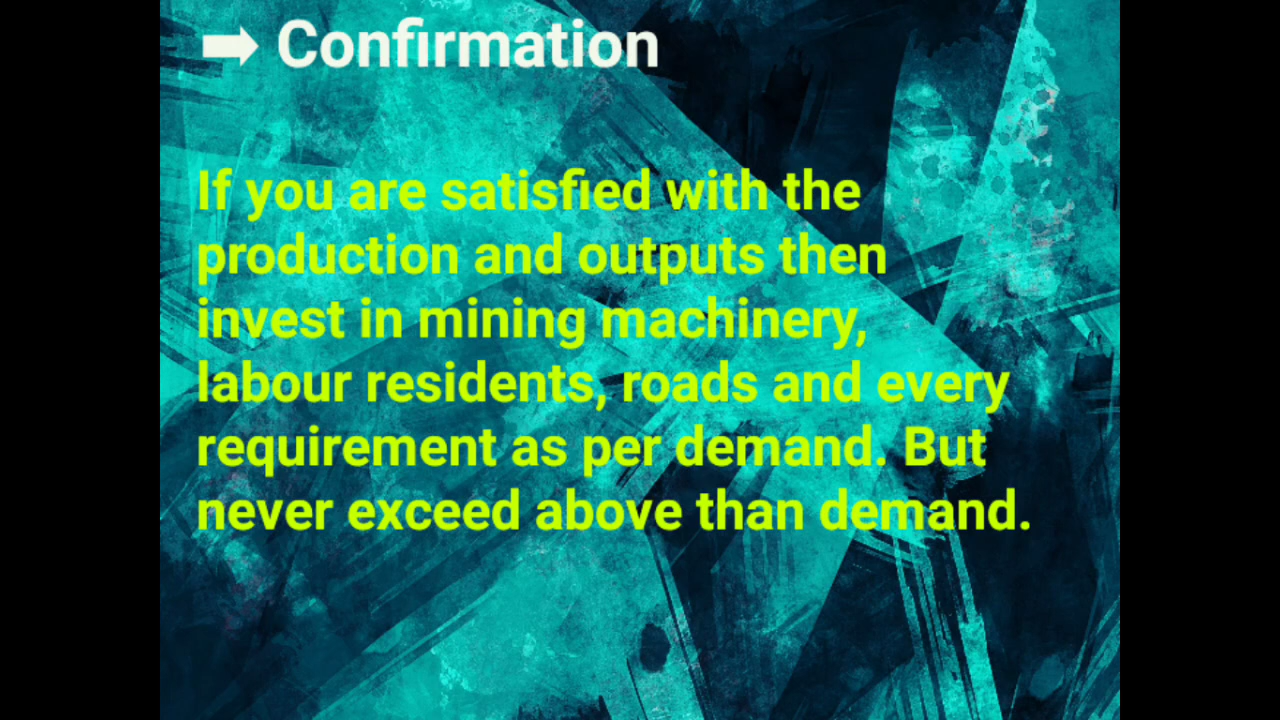 ➡ Confirmation
If you are satisfied with the
production and outputs then
invest in mining machinery,
labour residents, roads and every
requirement as per demand. But
never exceed above than demand.